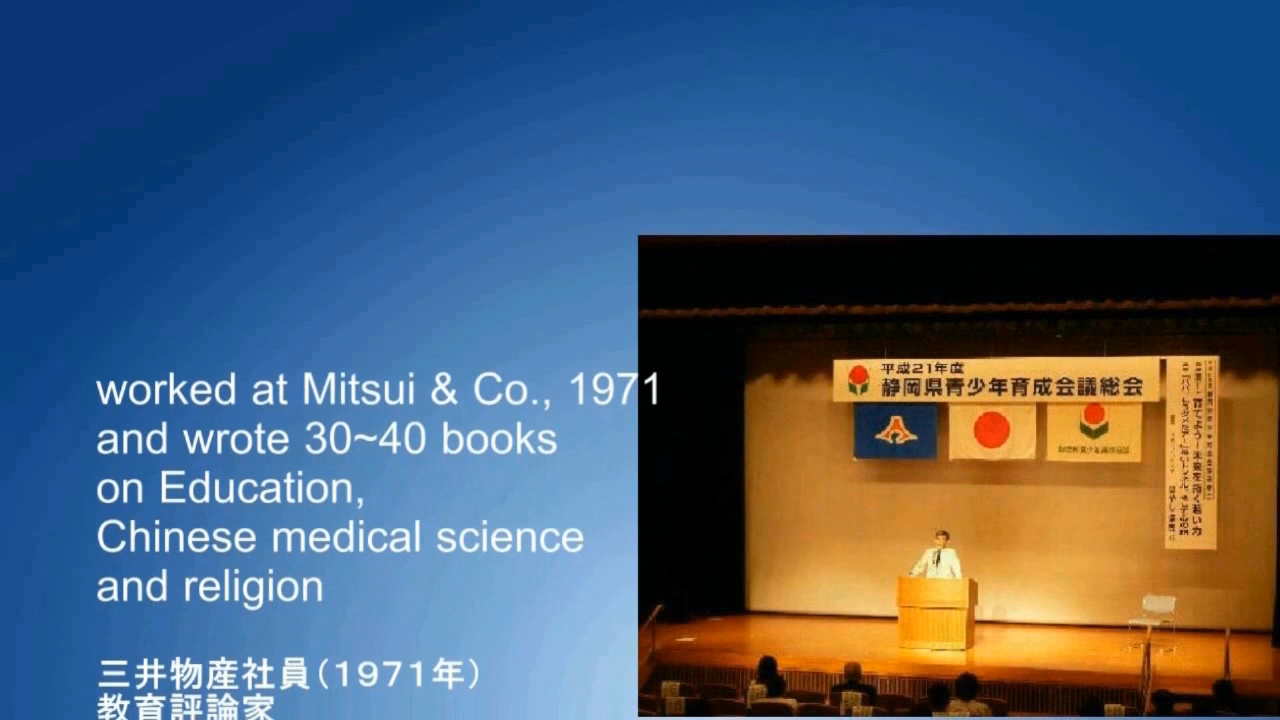 worked at Mitsui & Co., 1971
and wrote 30~40 books
on Education,
Chinese medical science
and religion
三井物産社員（１９７１年）
教育評論家
平成21年度
静岡県青少年育成会議総会